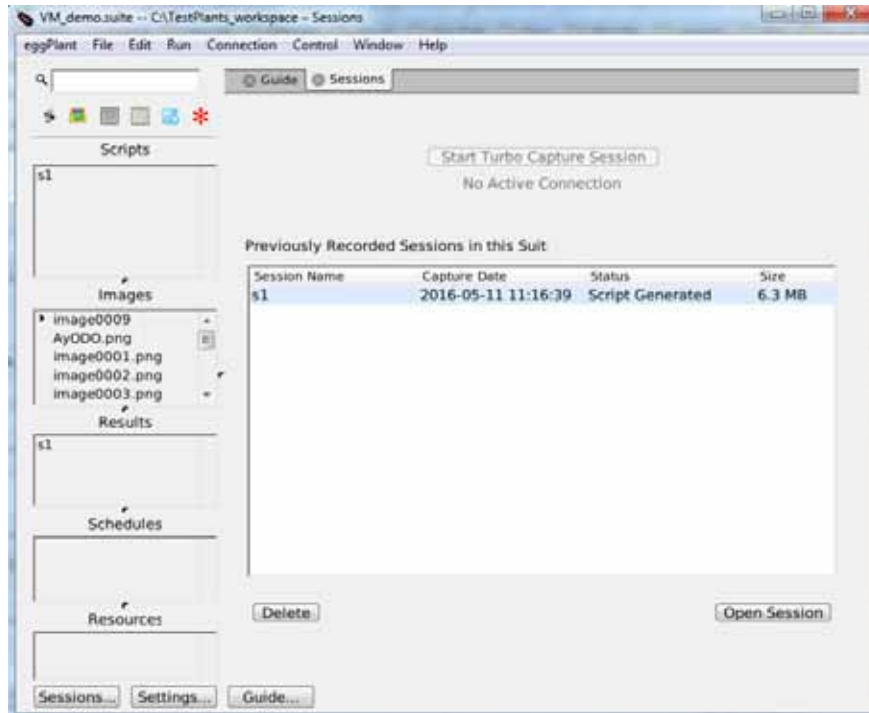 VM_demo.suite -- C:\TestPlants_workspace - Sessions
eggPlant File Edit Run Connection Control Window Help
Guide Sessions
Scripts
s1
Start Turbo Capture Session
No Active Connection
Previously Recorded Sessions in this Suit
Session Name Capture Date Status Size
s1 2016-05-11 11:16:39 Script Generated 6.3 MB
Images
image0009
AyODO.png
image0001.png
image0002.png
image0003.png
Results
s1
Schedules
Resources
Delete Open Session
Sessions... Settings... Guide...